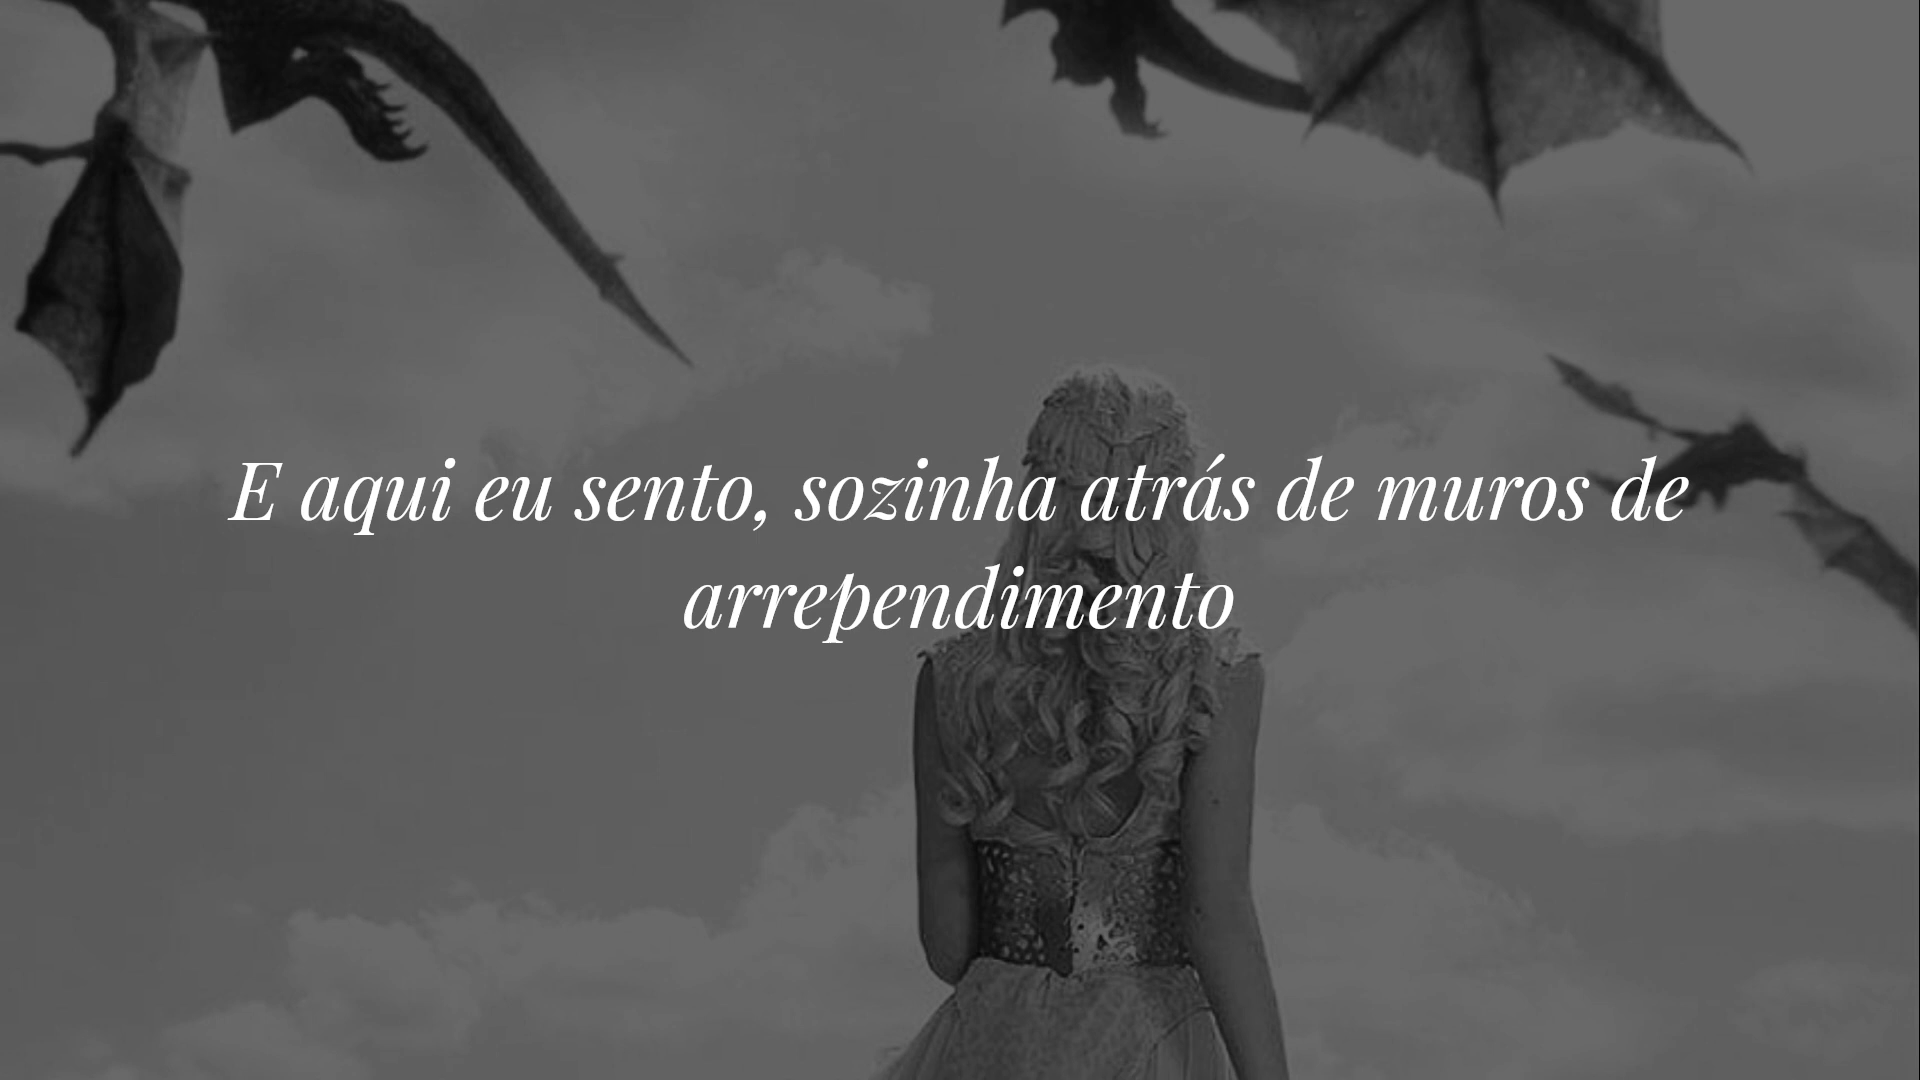 E aqui eu sento, sozinha atrás de muros de
arrependimento